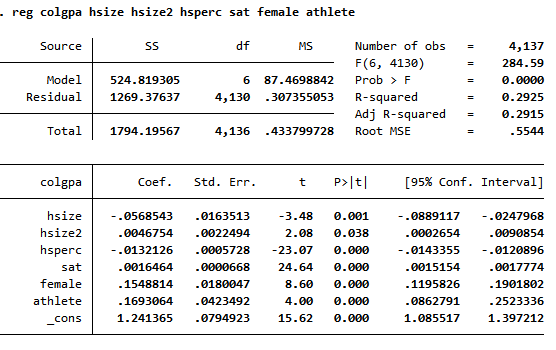 . reg colgpa hsize hsize2 hsperc sat female athlete
Source SS df MS Number of obs = 4,137
F(6, 4130) = 284.59
Model 524.819305 6 87.4698842 Prob > F = 0.0000
Residual 1269.37637 4,130 .307355053 R-squared = 0.2925
Adj R-squared = 0.2915
Total 1794.19567 4,136 .433799728 Root MSE = .5544
colgpa Coef. Std. Err. t P>|t| [95% Conf. Interval]
hsize -.0568543 .0163513 -3.48 0.001 -.0889117 -.0247968
hsize2 .0046754 .0022494 2.08 0.038 .0002654 .0090854
hsperc -.0132126 .0005728 -23.07 0.000 -.0143355 -.0120896
sat .0016464 .0000668 24.64 0.000 .0015154 .0017774
female .1548814 .0180047 8.60 0.000 .1195826 .1901802
athlete .1693064 .0423492 4.00 0.000 .0862791 .2523336
_cons 1.241365 .0794923 15.62 0.000 1.085517 1.397212